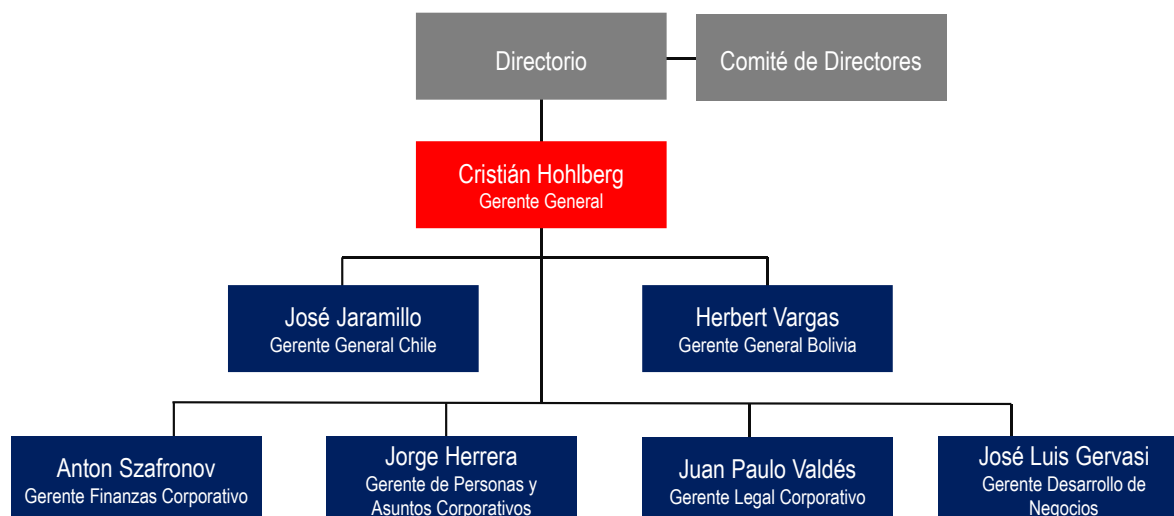 Directorio
Comité de Directores
Cristián Hohlberg
Gerente General
José Jaramillo
Gerente General Chile
Herbert Vargas
Gerente General Bolivia
Anton Szafronov
Gerente Finanzas Corporativo
Jorge Herrera
Gerente de Personas y
Asuntos Corporativos
Juan Paulo Valdés
Gerente Legal Corporativo
José Luis Gervasi
Gerente Desarrollo de
Negocios